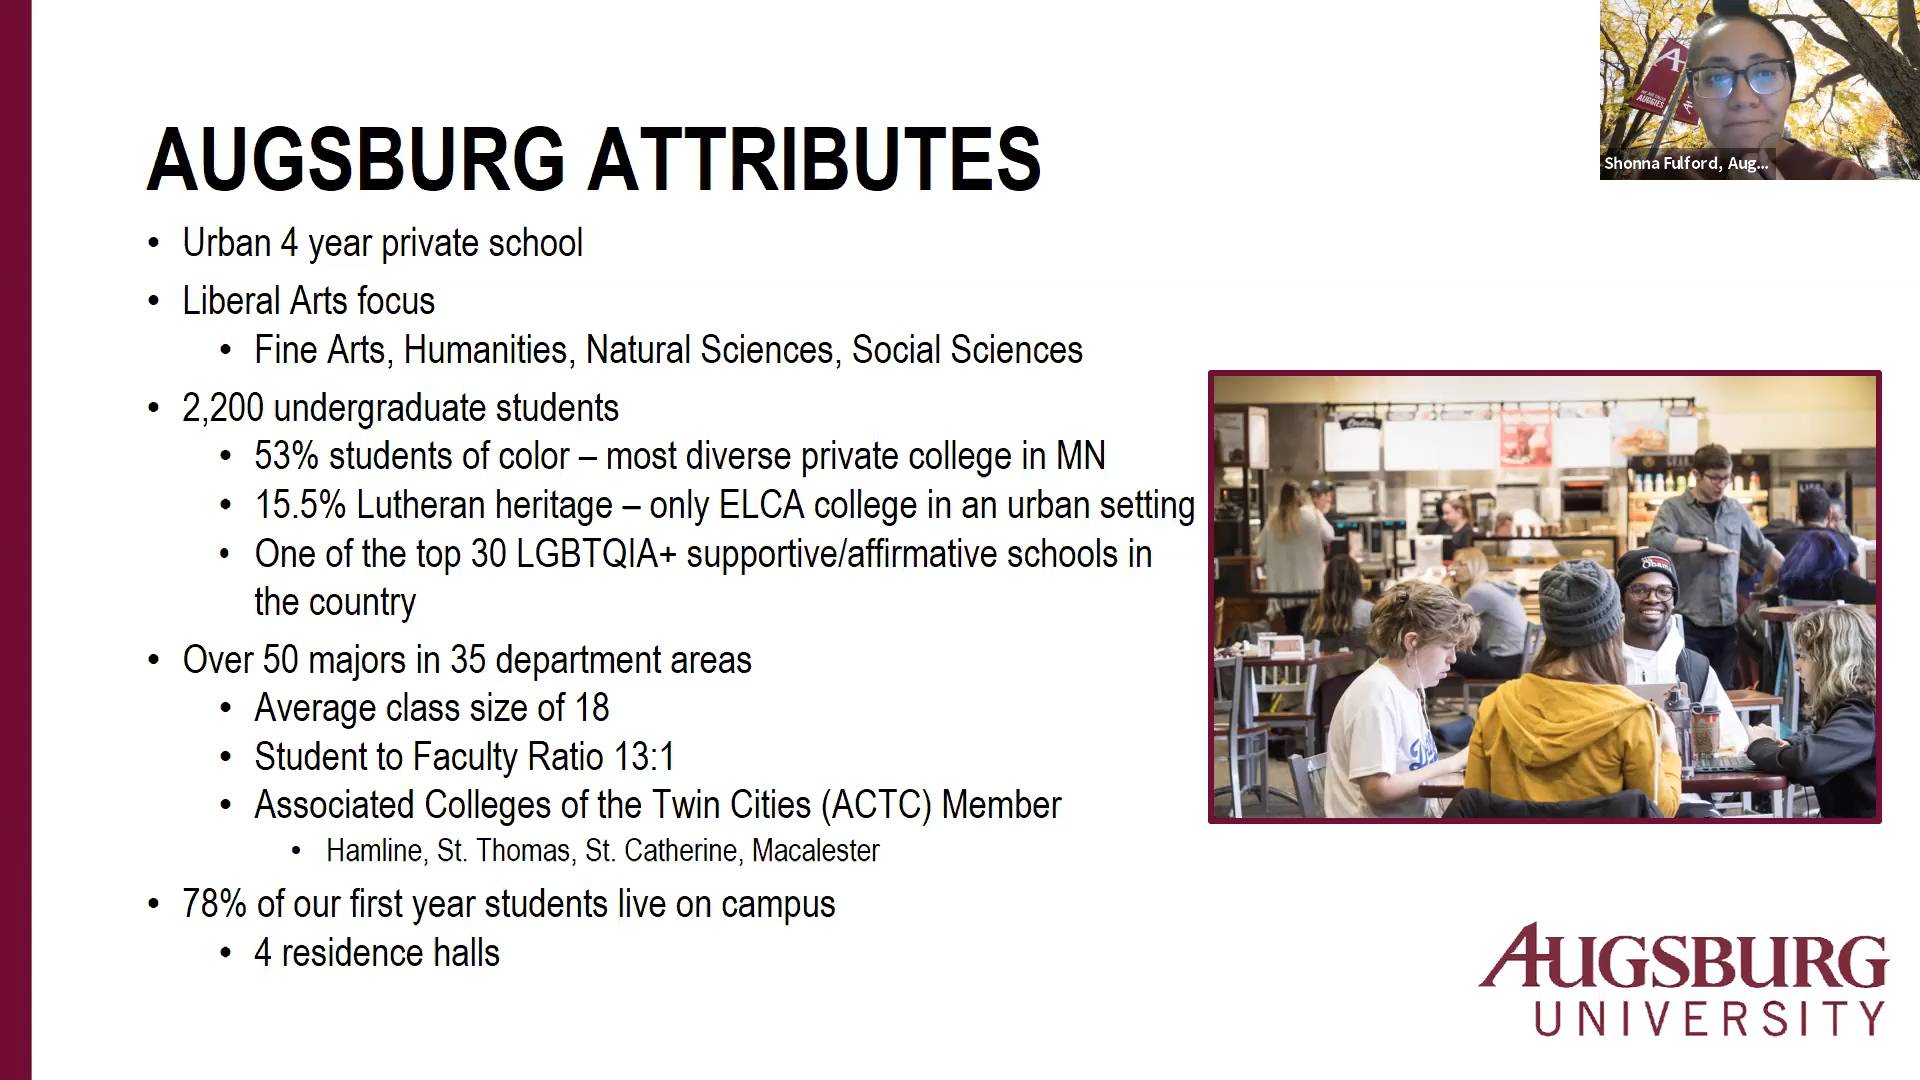 Shonna Fulford, Aug...
AUGSBURG ATTRIBUTES
• Urban 4 year private school
• Liberal Arts focus
• Fine Arts, Humanities, Natural Sciences, Social Sciences
• 2,200 undergraduate students
• 53% students of color – most diverse private college in MN
• 15.5% Lutheran heritage – only ELCA college in an urban setting
• One of the top 30 LGBTQIA+ supportive/affirmative schools in
the country
• Over 50 majors in 35 department areas
• Average class size of 18
• Student to Faculty Ratio 13:1
• Associated Colleges of the Twin Cities (ACTC) Member
• Hamline, St. Thomas, St. Catherine, Macalester
• 78% of our first year students live on campus
• 4 residence halls
AUGSBURG
UNIVERSITY
A
AUGGIES